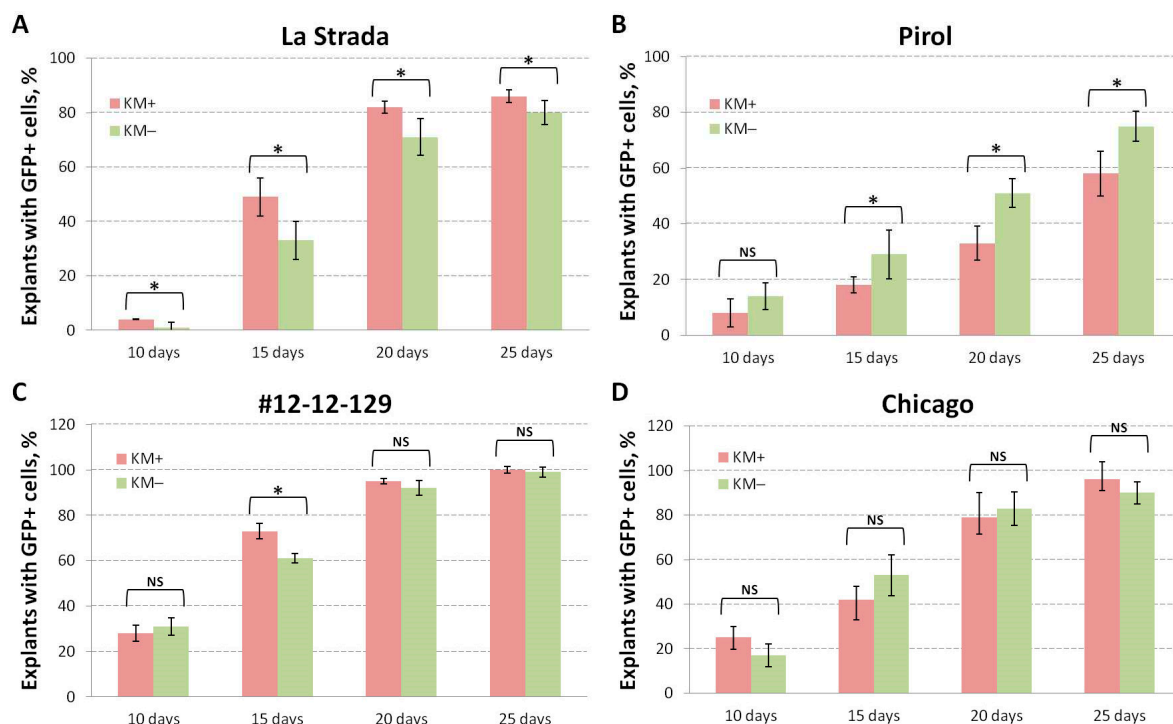 A
La Strada
Explants with GFP+ cells, %
100
80
60
40
20
0
KM+
KM–
*
*
*
*
10 days
15 days
20 days
25 days
B
Pirol
Explants with GFP+ cells, %
100
80
60
40
20
0
KM+
KM–
NS
*
*
*
10 days
15 days
20 days
25 days
C
#12-12-129
Explants with GFP+ cells, %
120
100
80
60
40
20
0
KM+
KM–
NS
*
NS
NS
10 days
15 days
20 days
25 days
D
Chicago
Explants with GFP+ cells, %
120
100
80
60
40
20
0
KM+
KM–
NS
NS
NS
NS
10 days
15 days
20 days
25 days